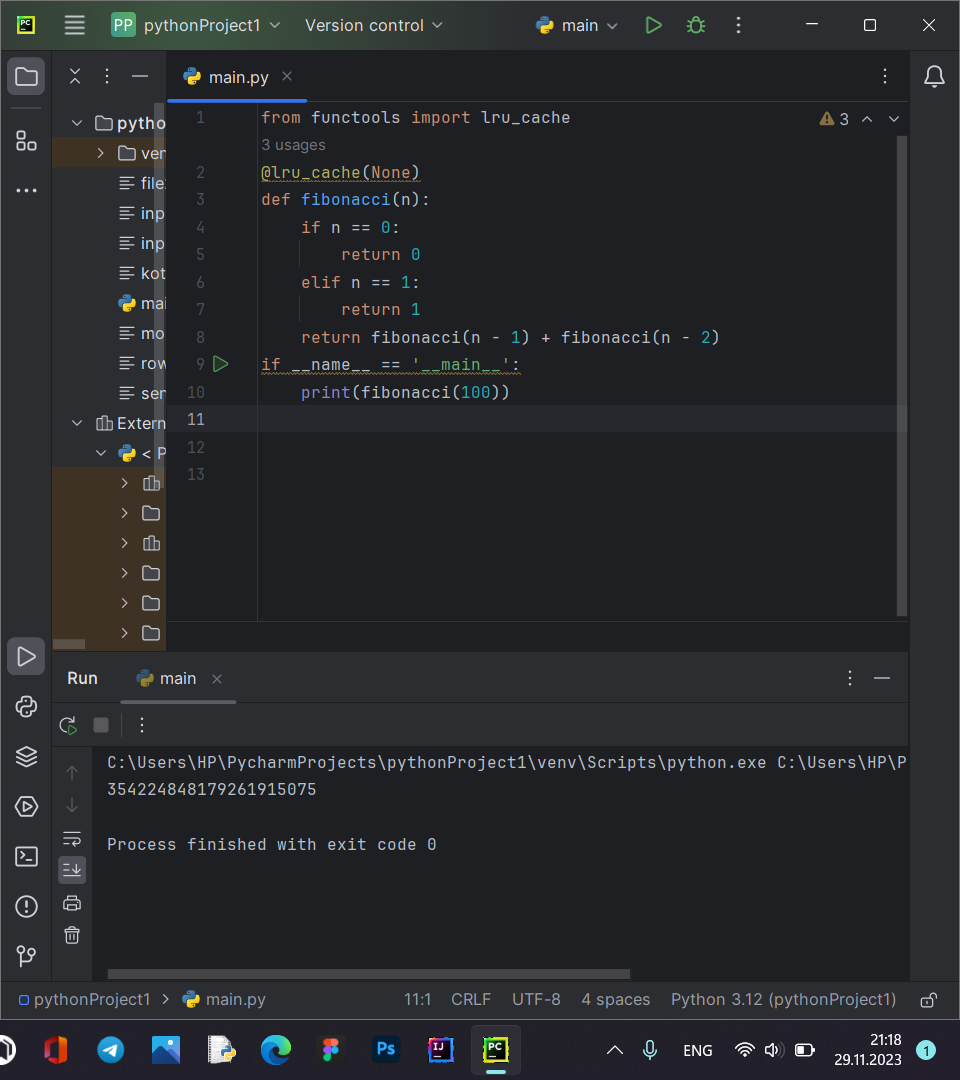 PP pythonProject1 Version control main
main.py
pytho
ven
file
inp
inp
kot
mai
mo
row
sen
Extern
< P
3
1 from functools import lru_cache
3 usages
2 @lru_cache(None)
3 def fibonacci(n):
4 if n == 0:
5 return 0
6 elif n == 1:
7 return 1
8 return fibonacci(n - 1) + fibonacci(n - 2)
9 if __name__ == '__main__':
10 print(fibonacci(100))
11
12
13
Run main
C:\Users\HP\PycharmProjects\pythonProject1\venv\Scripts\python.exe C:\Users\HP\P
354224848179261915075
Process finished with exit code 0
pythonProject1 > main.py 11:1 CRLF UTF-8 4 spaces Python 3.12 (pythonProject1)
Ps IJ PC ENG 21:18
29.11.2023 1